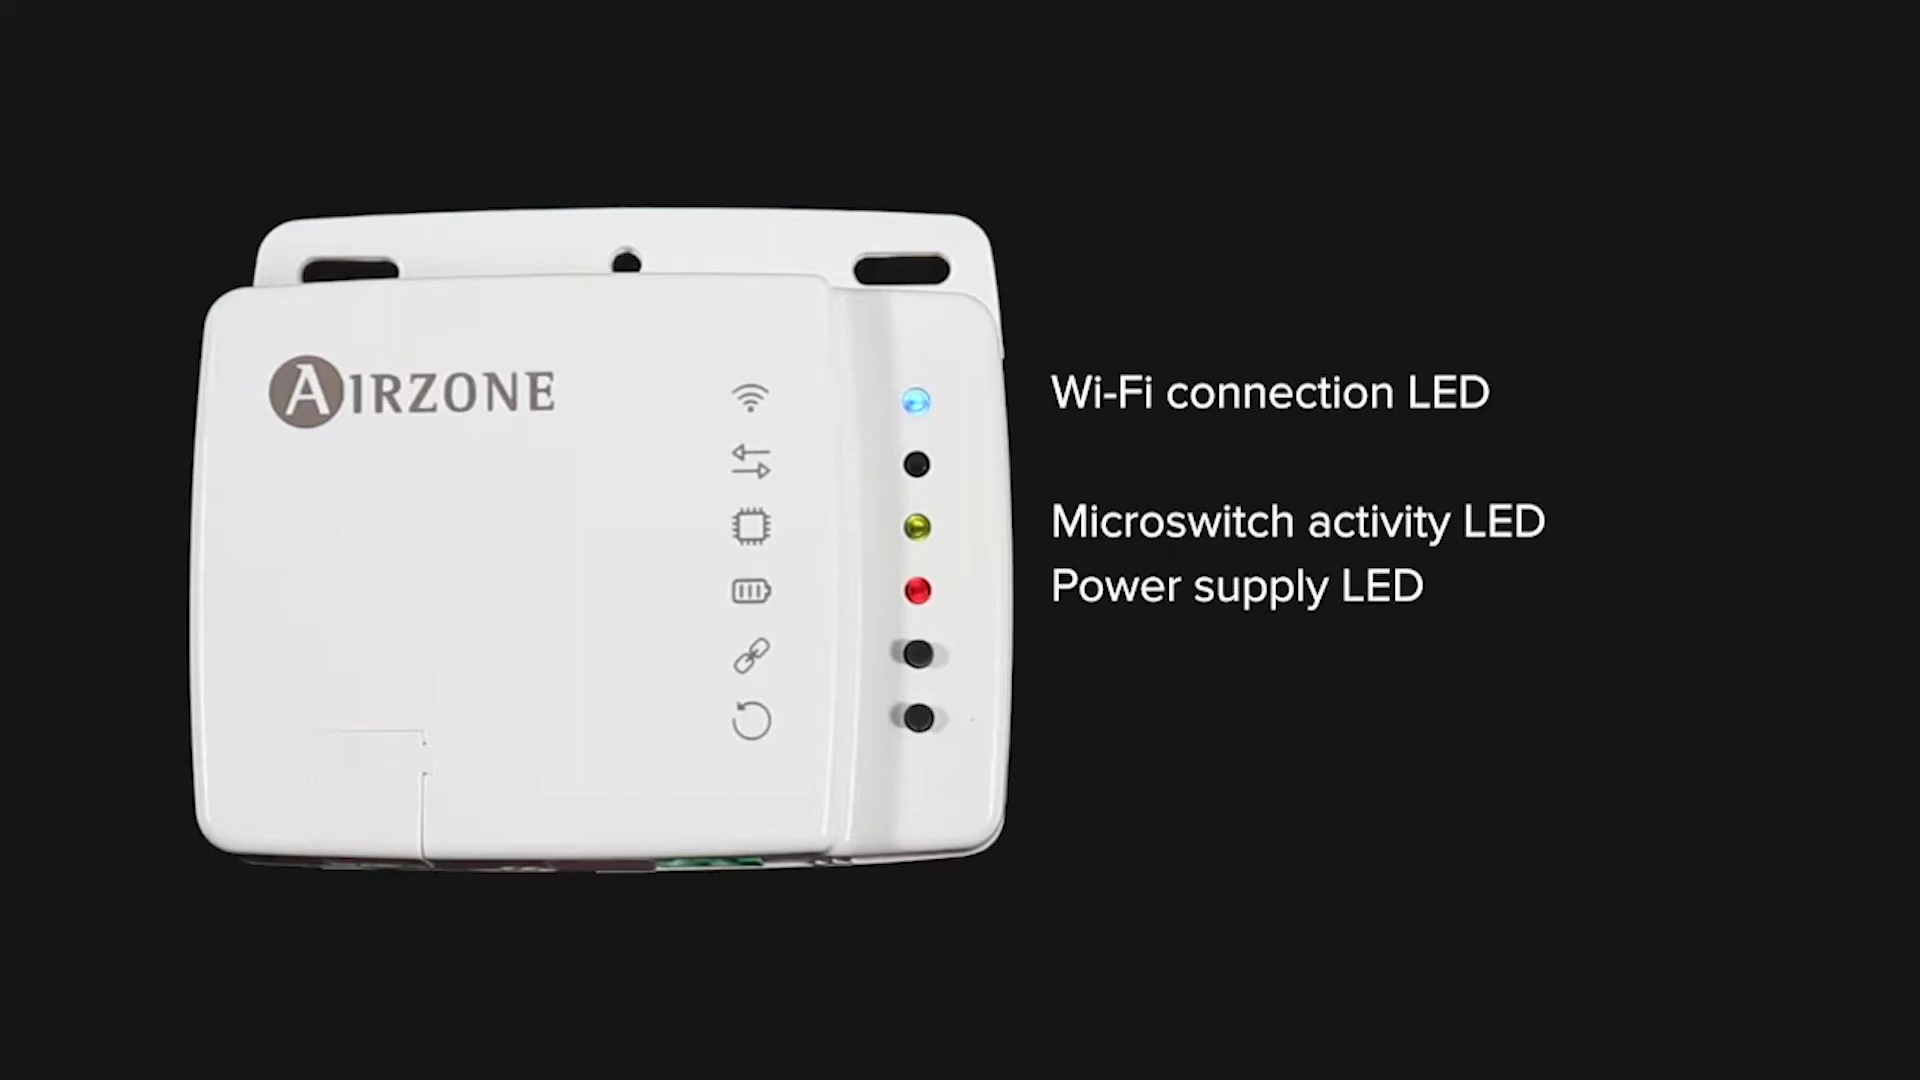 AIRZONE
Wi-Fi connection LED
Microswitch activity LED
Power supply LED